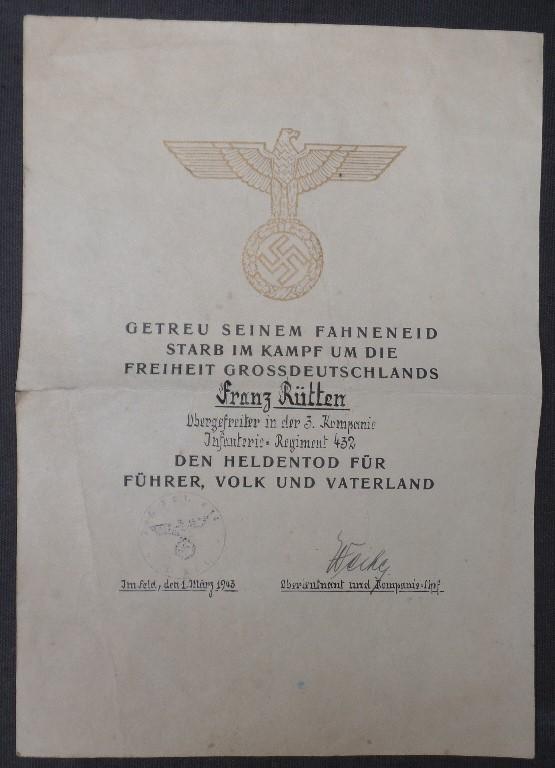 GETREU SEINEM FAHNENEID
STARB IM KAMPF UM DIE
FREIHEIT GROSSDEUTSCHLANDS
Franz Rütten
Obergefreiter in der 3. Kompanie
Infanterie-Regiment 432
DEN HELDENTOD FÜR
FÜHRER, VOLK UND VATERLAND
Im Felde, den 1. März 1943
Oberleutnant und Kompanie-Chef